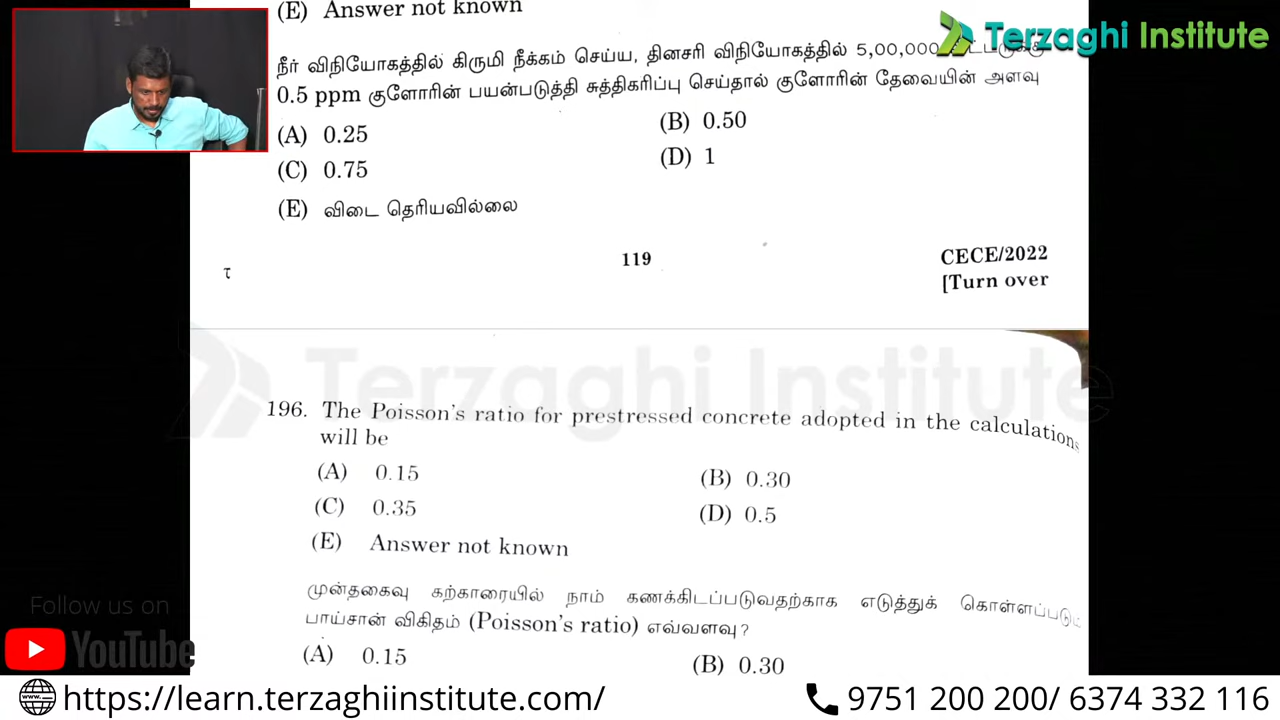 (E) Answer not known
Terzaghi Institute
நீர் விநியோகத்தில் கிருமி நீக்கம் செய்ய, தினசரி விநியோகத்தில் 5,00,000
0.5 ppm குளோரின் பயன்படுத்தி சுத்திகரிப்பு செய்தால் குளோரின் தேவையின் அளவு
(A) 0.25
(B) 0.50
(C) 0.75
(D) 1
(E) விடை தெரியவில்லை
τ
119
CECE/2022
[Turn over
Terzaghi Institute
196. The Poisson's ratio for prestressed concrete adopted in the calculations
will be
(A) 0.15
(B) 0.30
(C) 0.35
(D) 0.5
(E) Answer not known
முன்தகைவு கற்காரையில் நாம் கணக்கிடப்படுவதற்காக எடுத்துக்
பாய்சான் விகிதம் (Poisson's ratio) எவ்வளவு?
(A) 0.15
(B) 0.30
Follow us on
YouTube
https://learn.terzaghiinstitute.com/
9751 200 200/ 6374 332 116